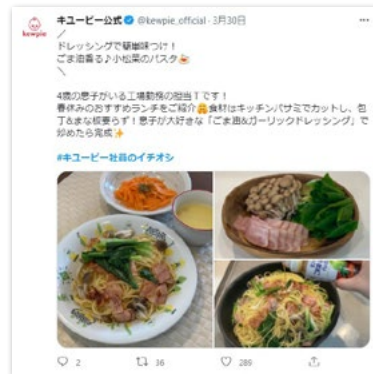 キユーピー公式 @kewpie_official・3月30日
kewpie
／
ドレッシングで簡単味つけ！
ごま油香る♪小松菜のパスタ🍝
＼
4歳の息子がいる工場勤務の担当Tです！
春休みのおすすめランチをご紹介🤗食材はキッチンバサミでカットし、包
丁&まな板要らず！息子が大好きな「ごま油&ガーリックドレッシング」で
炒めたら完成✨
#キユーピー社員のイチオシ
2 36 289